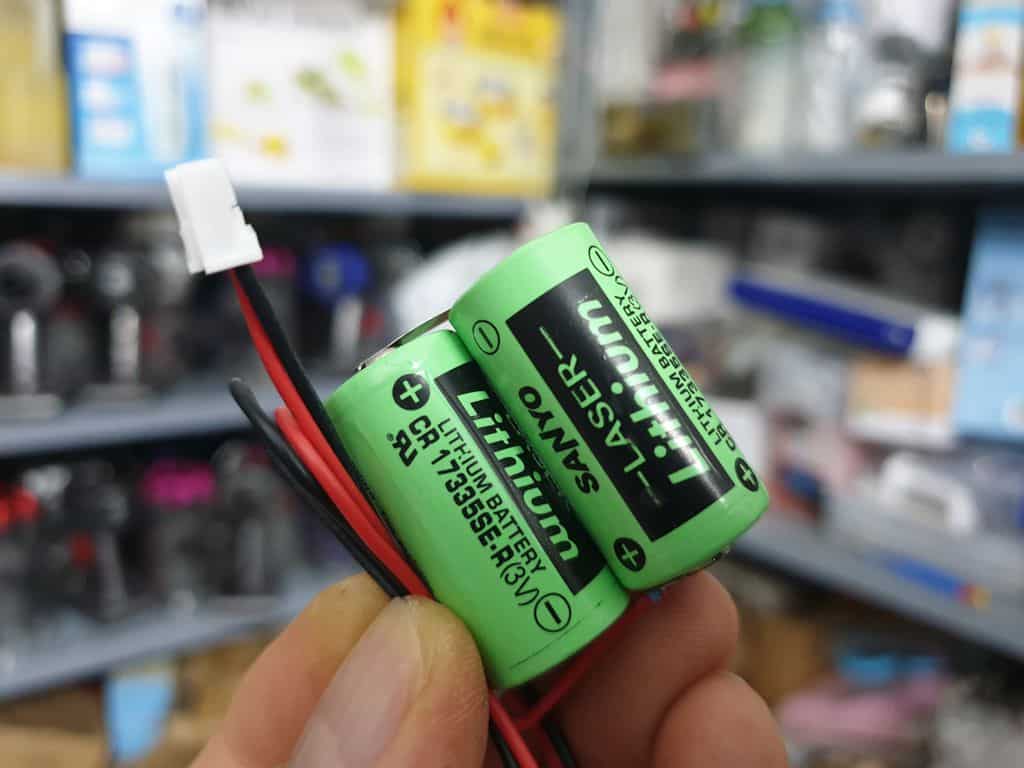 Lithium
LITHIUM BATTERY
CR 17335SE-R(3V)
SANYO
LASER
Lithium
LITHIUM BATTERY